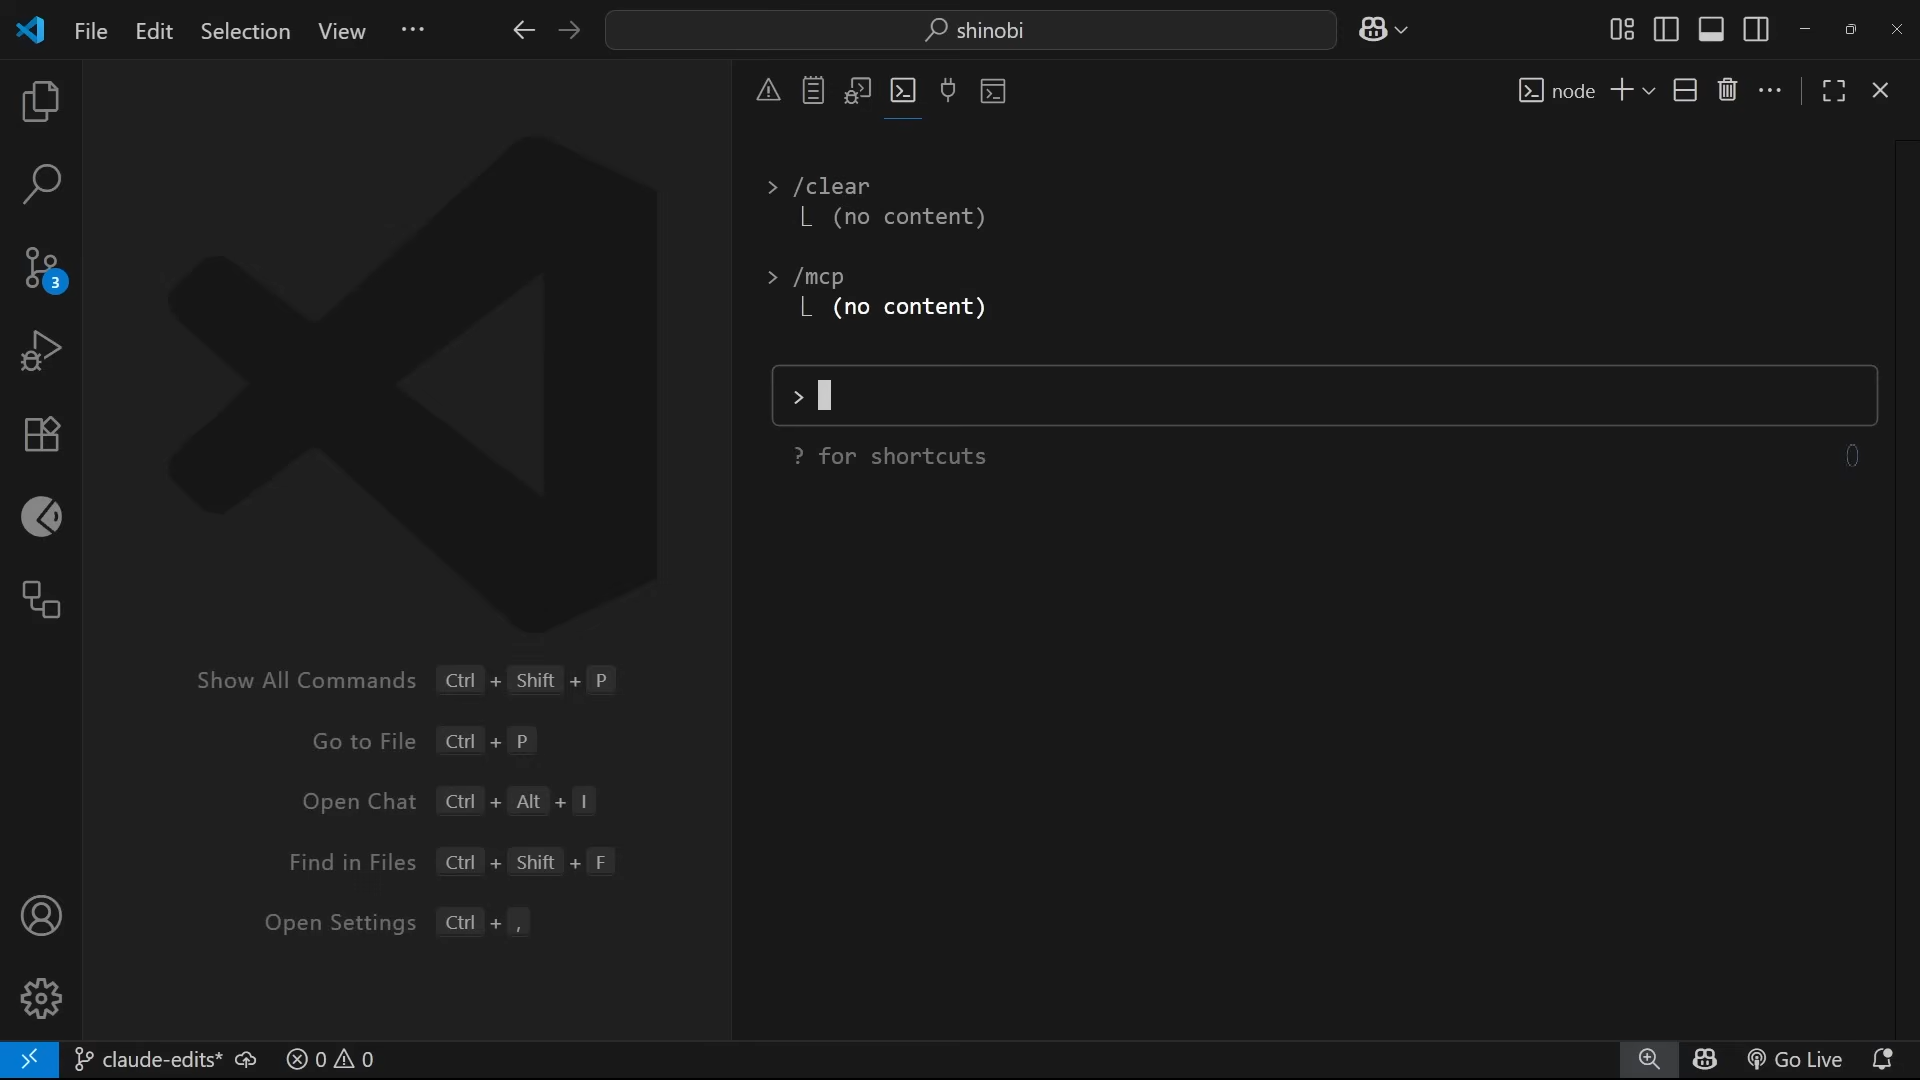 File Edit Selection View ··· shinobi
node
> /clear
(no content)
> /mcp
(no content)
>
? for shortcuts
3
Show All Commands Ctrl + Shift + P
Go to File Ctrl + P
Open Chat Ctrl + Alt + I
Find in Files Ctrl + Shift + F
Open Settings Ctrl + ,
claude-edits* 0 0 Go Live